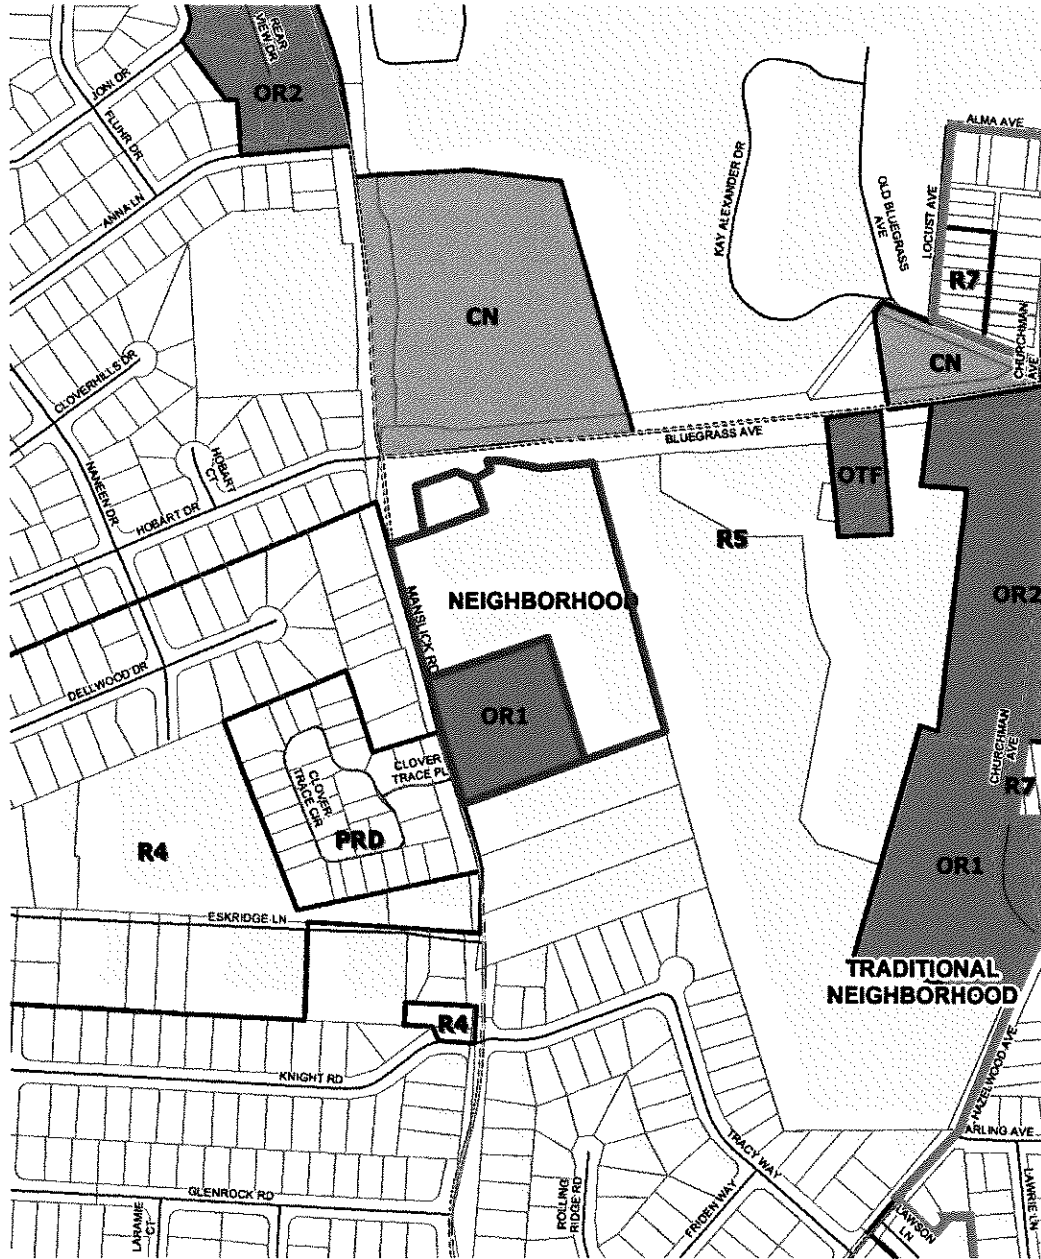 REAR
VIEW DR
JONI DR
OR2
FLUHR DR
ALMA AVE
KAY ALEXANDER DR
OLD BLUEGRASS
AVE
LOCUST AVE
ANNA LN
R7
CN
CHURCHMAN
AVE
CN
CLOVERHILLS DR
BLUEGRASS AVE
HOBART
CT
NANEEN DR
OTF
HOBART DR
R5
MANSLICK RD
NEIGHBORHOOD
OR2
DELLWOOD DR
OR1
CLOVER
TRACE PL
CLOVER
TRACE CIR
CHURCHMAN
AVE
R7
PRD
R4
OR1
ESKRIDGE LN
TRADITIONAL
NEIGHBORHOOD
R4
HAZELWOOD AVE
KNIGHT RD
TRACY WAY
ARLING AVE
GLENROCK RD
LARAMIE
CT
ROLLING
RIDGE RD
FRIDEN WAY
LAWSON
LN
LAWRIE LN